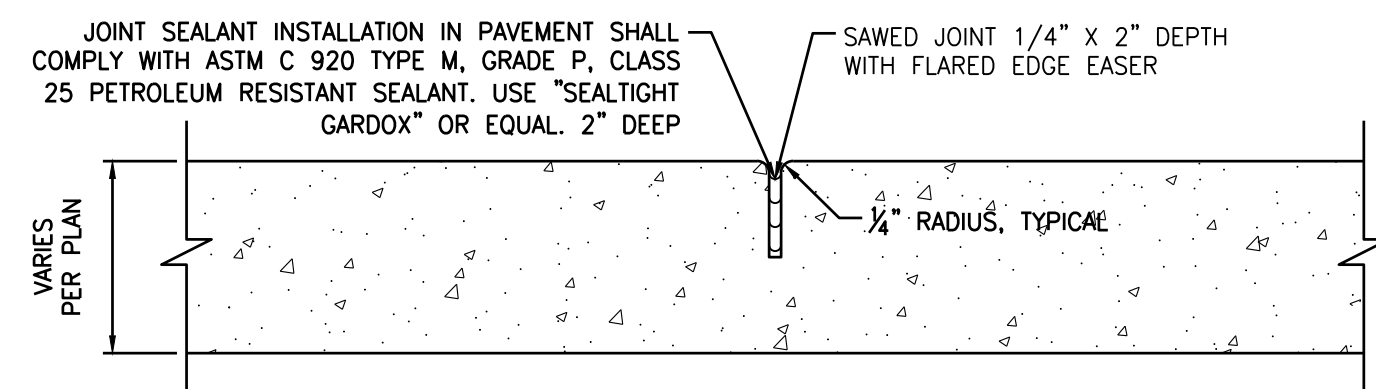 JOINT SEALANT INSTALLATION IN PAVEMENT SHALL
COMPLY WITH ASTM C 920 TYPE M, GRADE P, CLASS
25 PETROLEUM RESISTANT SEALANT. USE "SEALTIGHT
GARDOX" OR EQUAL. 2" DEEP
SAWED JOINT 1/4" X 2" DEPTH
WITH FLARED EDGE EASER
1/4" RADIUS, TYPICAL
VARIES
PER PLAN